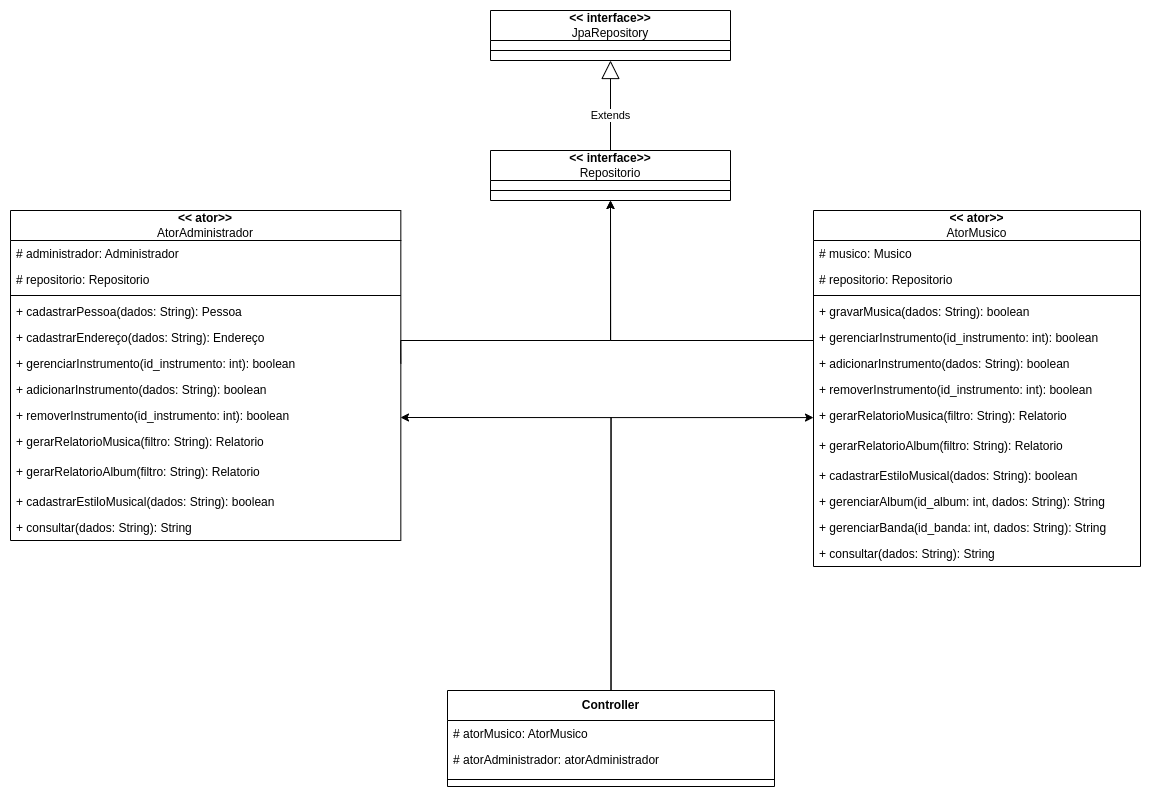 << interface>>
JpaRepository
Extends
<< interface>>
Repositorio
<< ator>>
AtorAdministrador
# administrador: Administrador
# repositorio: Repositorio
+ cadastrarPessoa(dados: String): Pessoa
+ cadastrarEndereço(dados: String): Endereço
+ gerenciarInstrumento(id_instrumento: int): boolean
+ adicionarInstrumento(dados: String): boolean
+ removerInstrumento(id_instrumento: int): boolean
+ gerarRelatorioMusica(filtro: String): Relatorio
+ gerarRelatorioAlbum(filtro: String): Relatorio
+ cadastrarEstiloMusical(dados: String): boolean
+ consultar(dados: String): String
<< ator>>
AtorMusico
# musico: Musico
# repositorio: Repositorio
+ gravarMusica(dados: String): boolean
+ gerenciarInstrumento(id_instrumento: int): boolean
+ adicionarInstrumento(dados: String): boolean
+ removerInstrumento(id_instrumento: int): boolean
+ gerarRelatorioMusica(filtro: String): Relatorio
+ gerarRelatorioAlbum(filtro: String): Relatorio
+ cadastrarEstiloMusical(dados: String): boolean
+ gerenciarAlbum(id_album: int, dados: String): String
+ gerenciarBanda(id_banda: int, dados: String): String
+ consultar(dados: String): String
Controller
# atorMusico: AtorMusico
# atorAdministrador: atorAdministrador